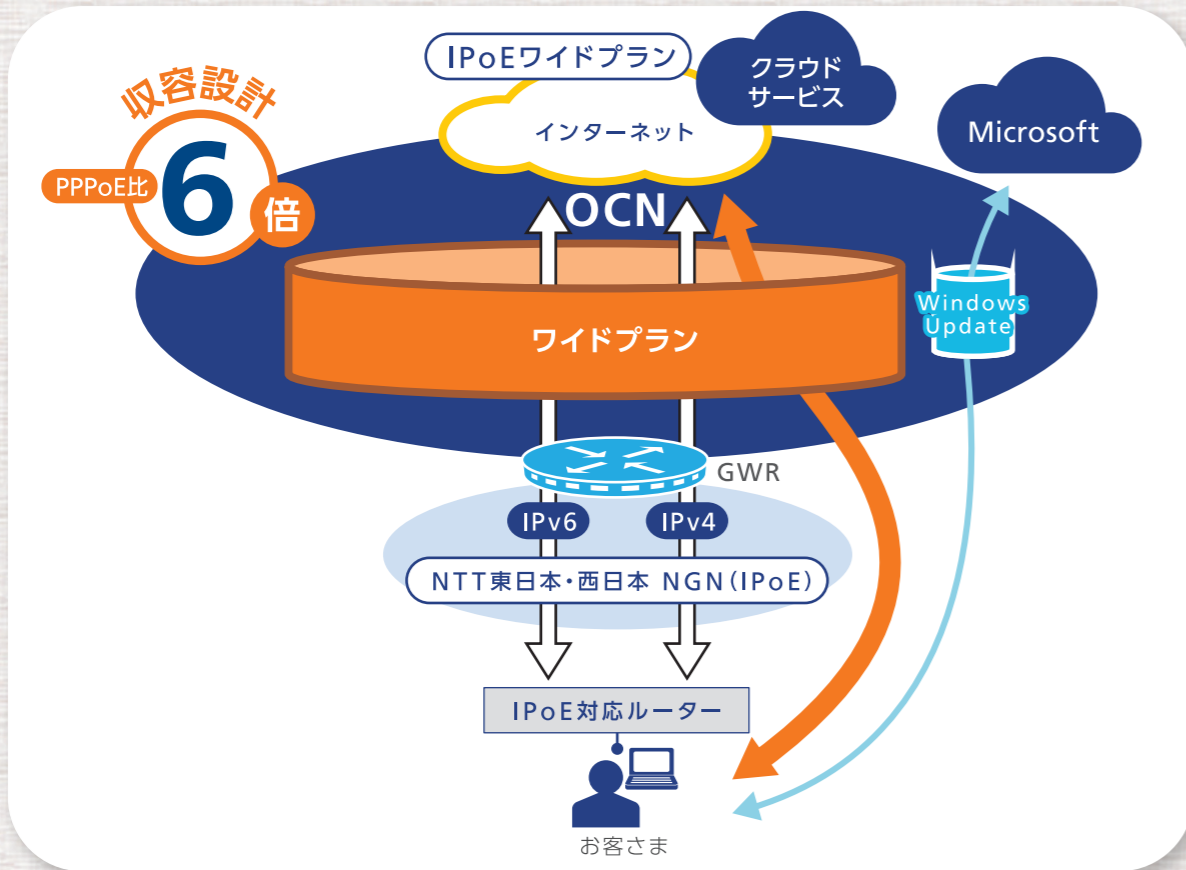 IPoEワイドプラン
クラウド
サービス
収容設計
インターネット
Microsoft
PPPoE比
6
倍
OCN
Windows
Update
ワイドプラン
GWR
IPv6
IPv4
NTT東日本・西日本 NGN(IPoE)
IPoE対応ルーター
お客さま